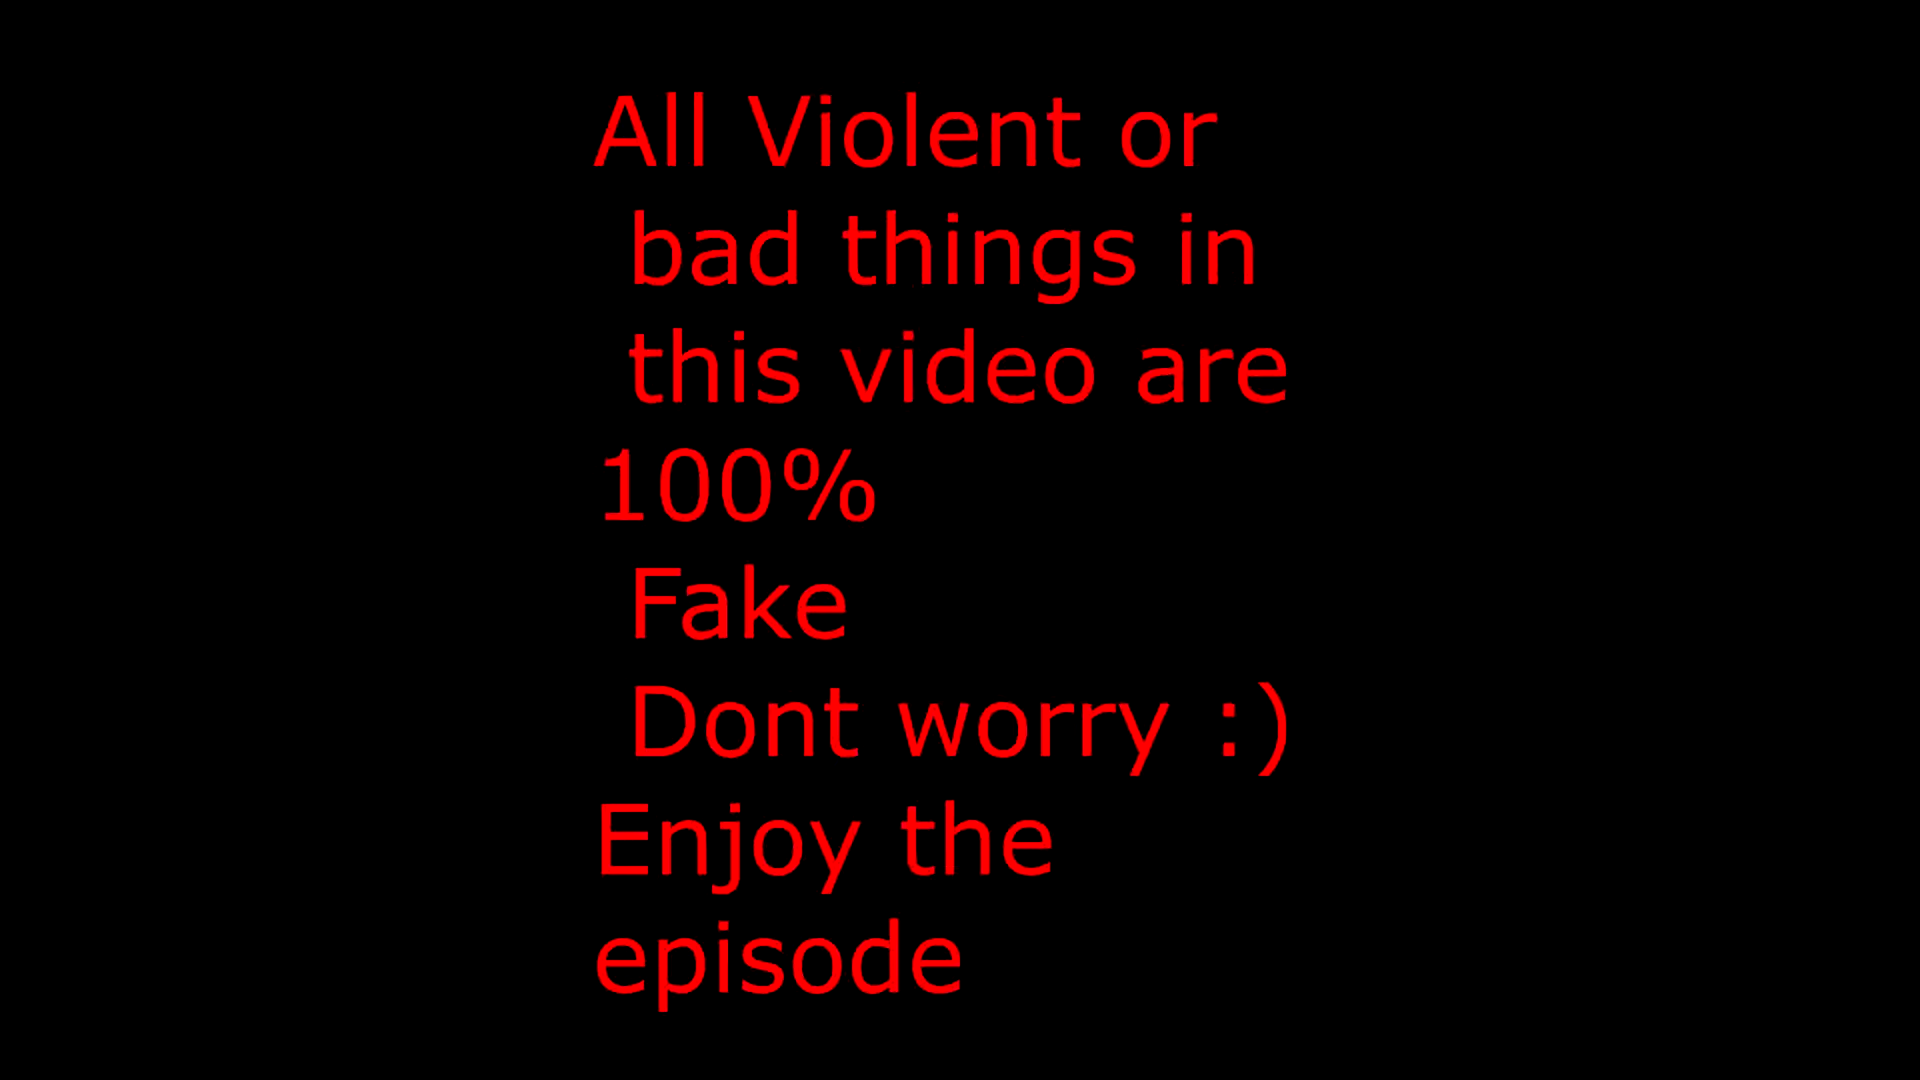 All Violent or
bad things in
this video are
100%
Fake
Dont worry :)
Enjoy the
episode